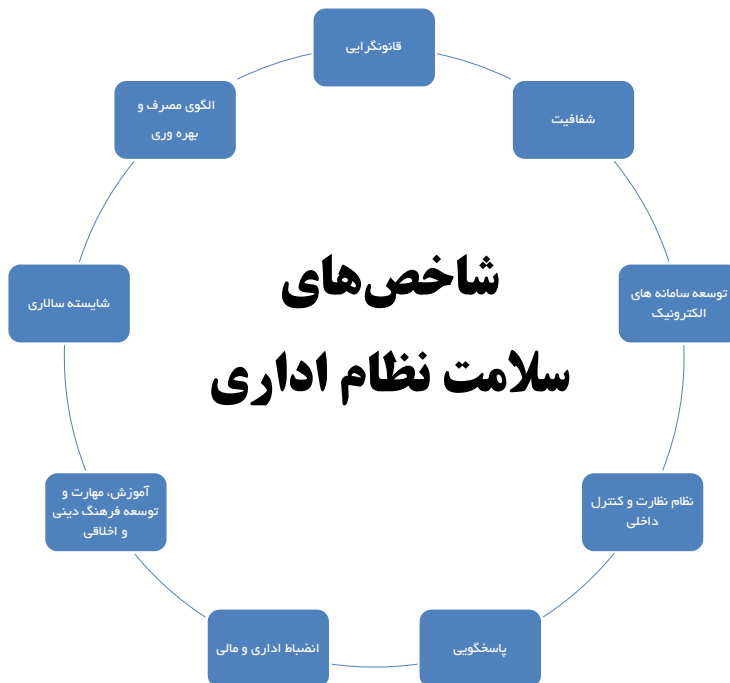 قانونگرایی
شفافیت
توسعه سامانه های
الکترونیک
نظام نظارت و کنترل
داخلی
پاسخگویی
انضباط اداری و مالی
آموزش، مهارت و
توسعه فرهنگ دینی
و اخلاقی
شایسته سالاری
الگوی مصرف و
بهره وری
شاخص‌های
سلامت نظام اداری